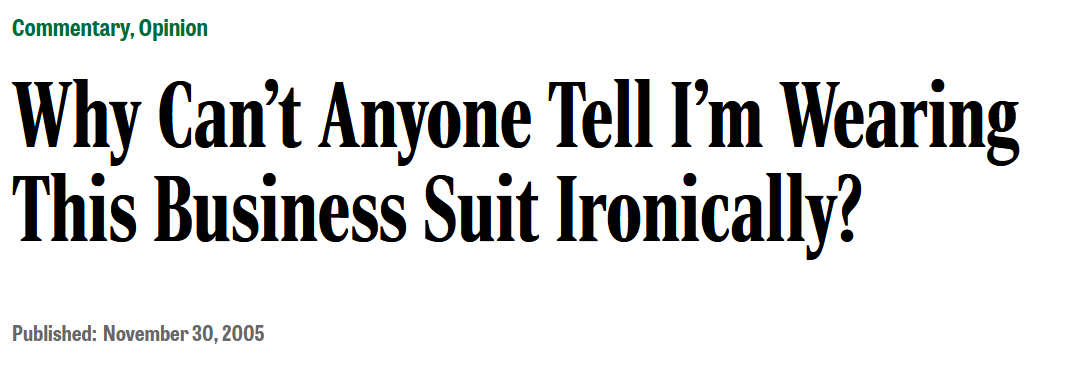 Commentary, Opinion
Why Can’t Anyone Tell I’m Wearing
This Business Suit Ironically?
Published: November 30, 2005